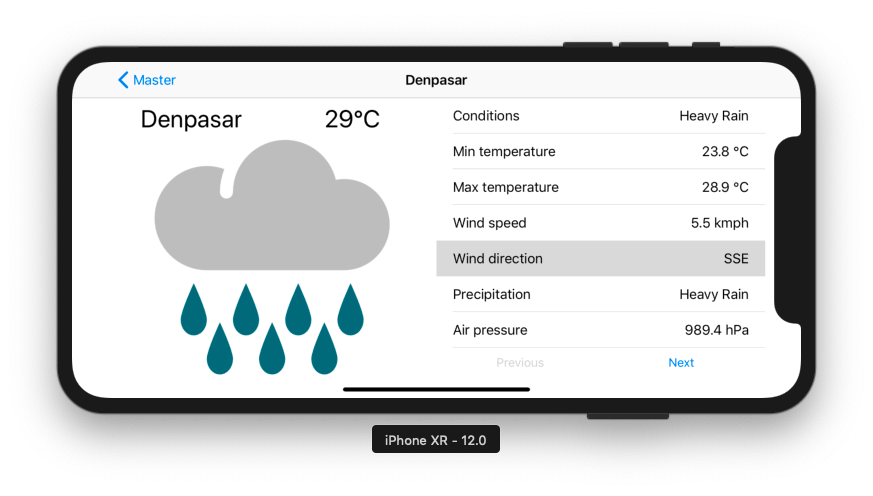 Master
Denpasar
Denpasar 29°C
Conditions Heavy Rain
Min temperature 23.8 °C
Max temperature 28.9 °C
Wind speed 5.5 kmph
Wind direction SSE
Precipitation Heavy Rain
Air pressure 989.4 hPa
Previous Next
iPhone XR - 12.0